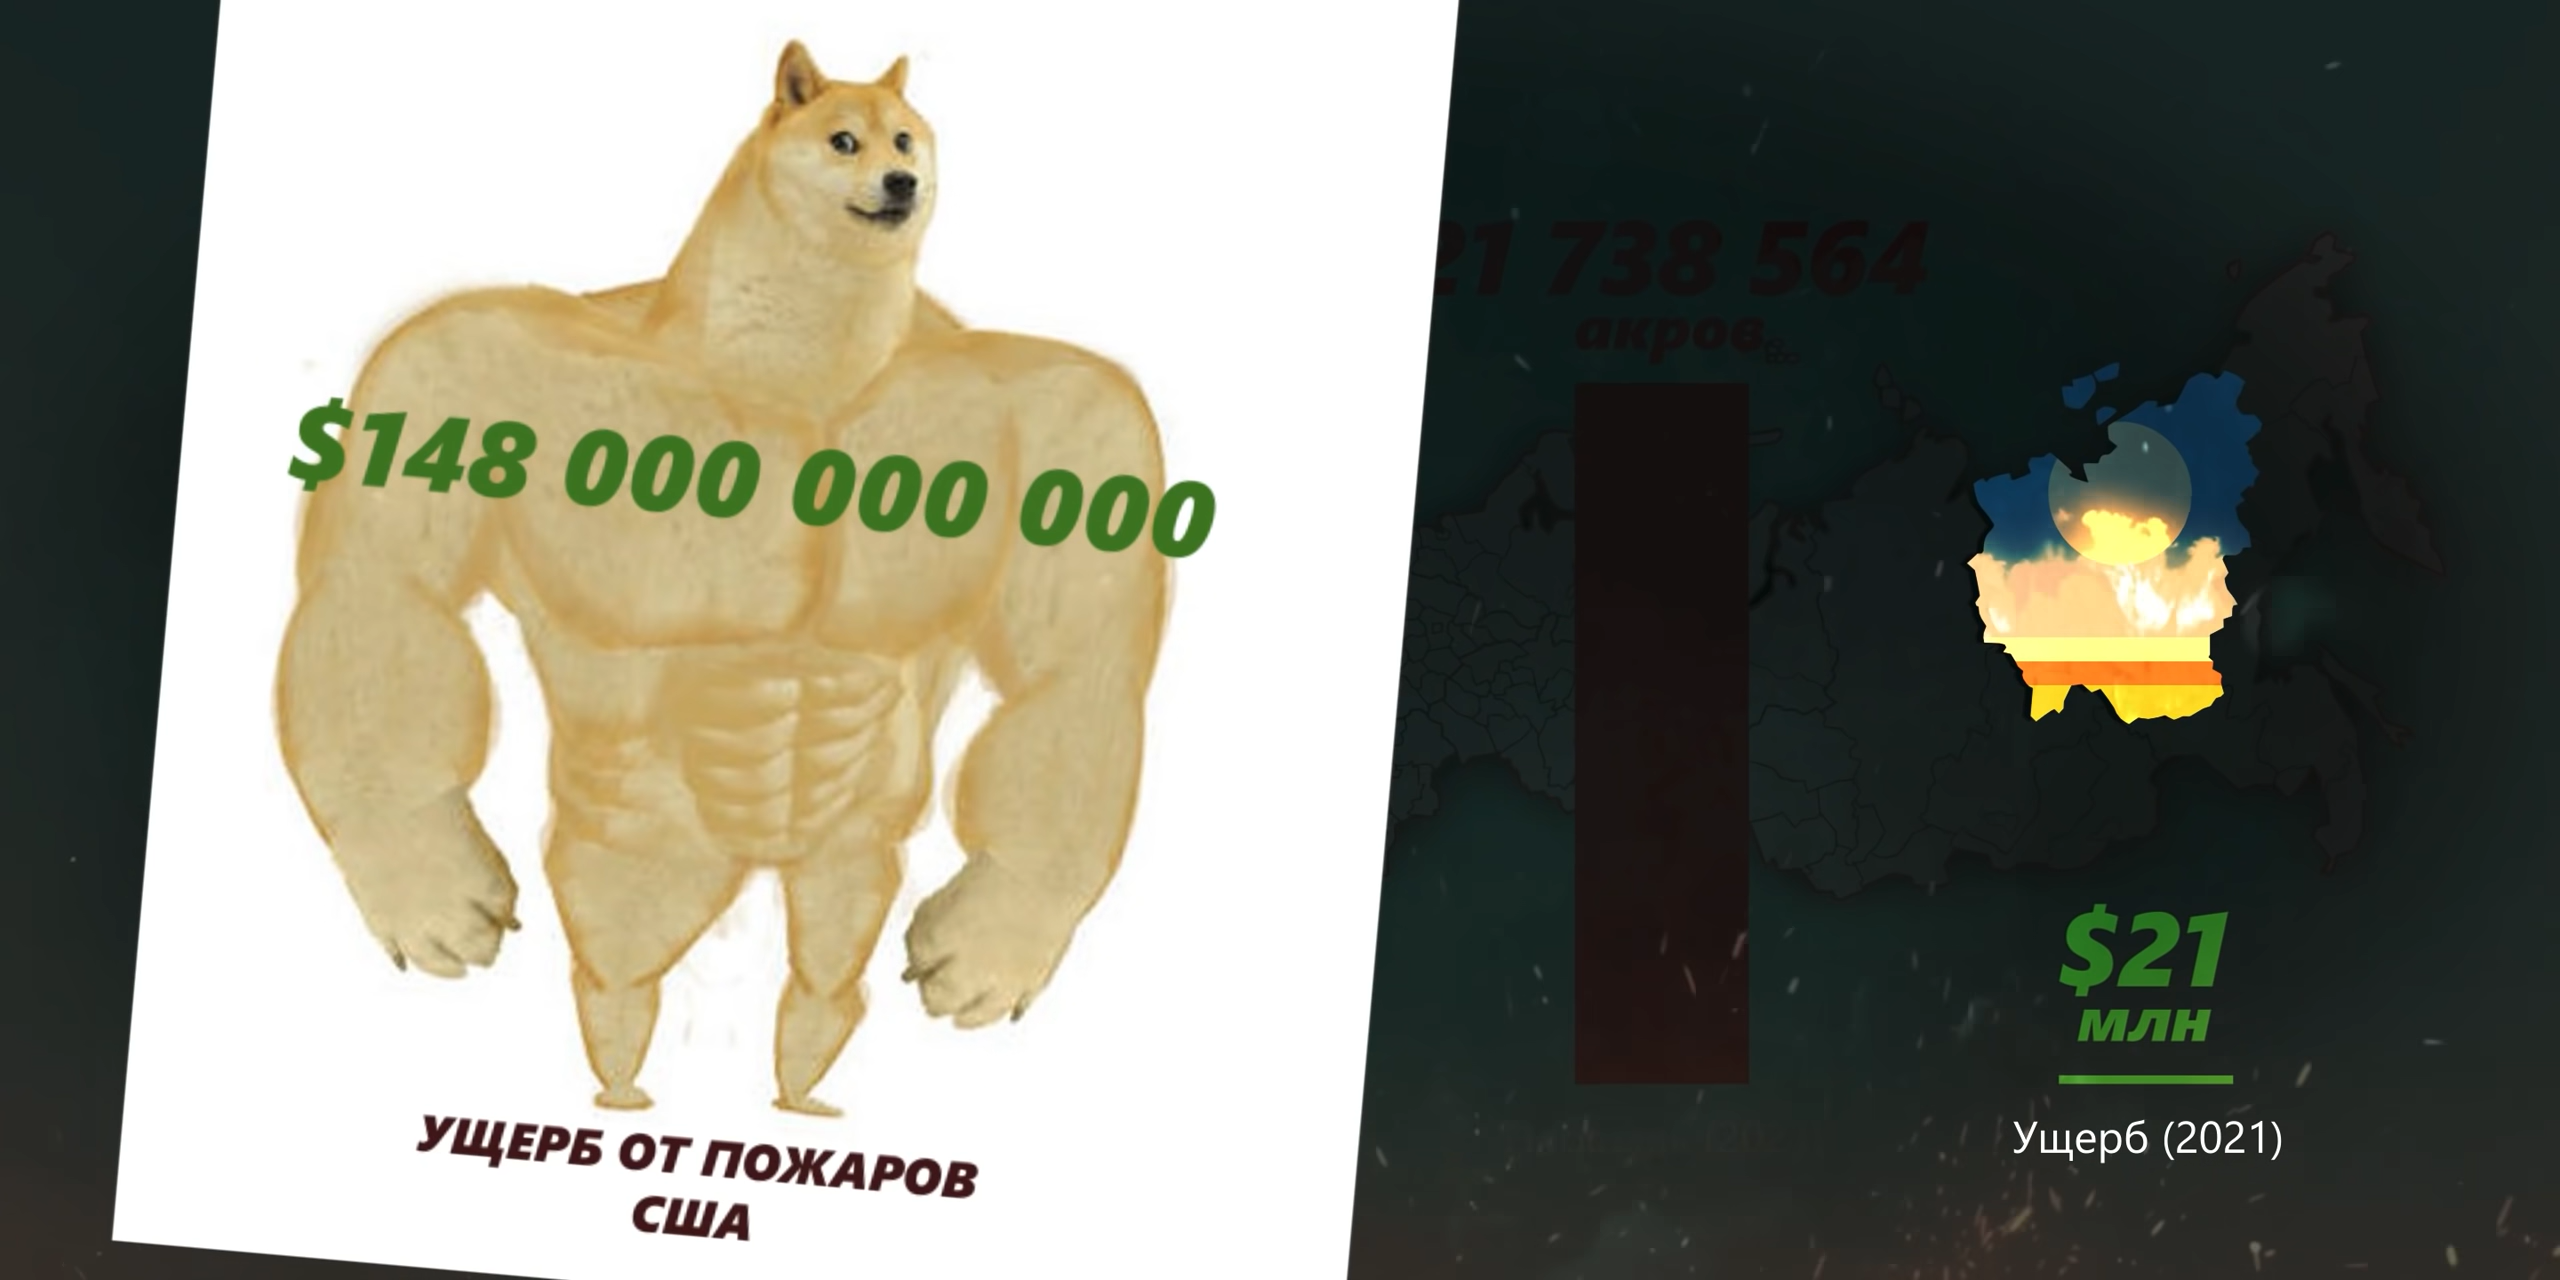 $148 000 000 000
УЩЕРБ ОТ ПОЖАРОВ
США
21 738 564
акров
$21
млн
Ущерб (2021)